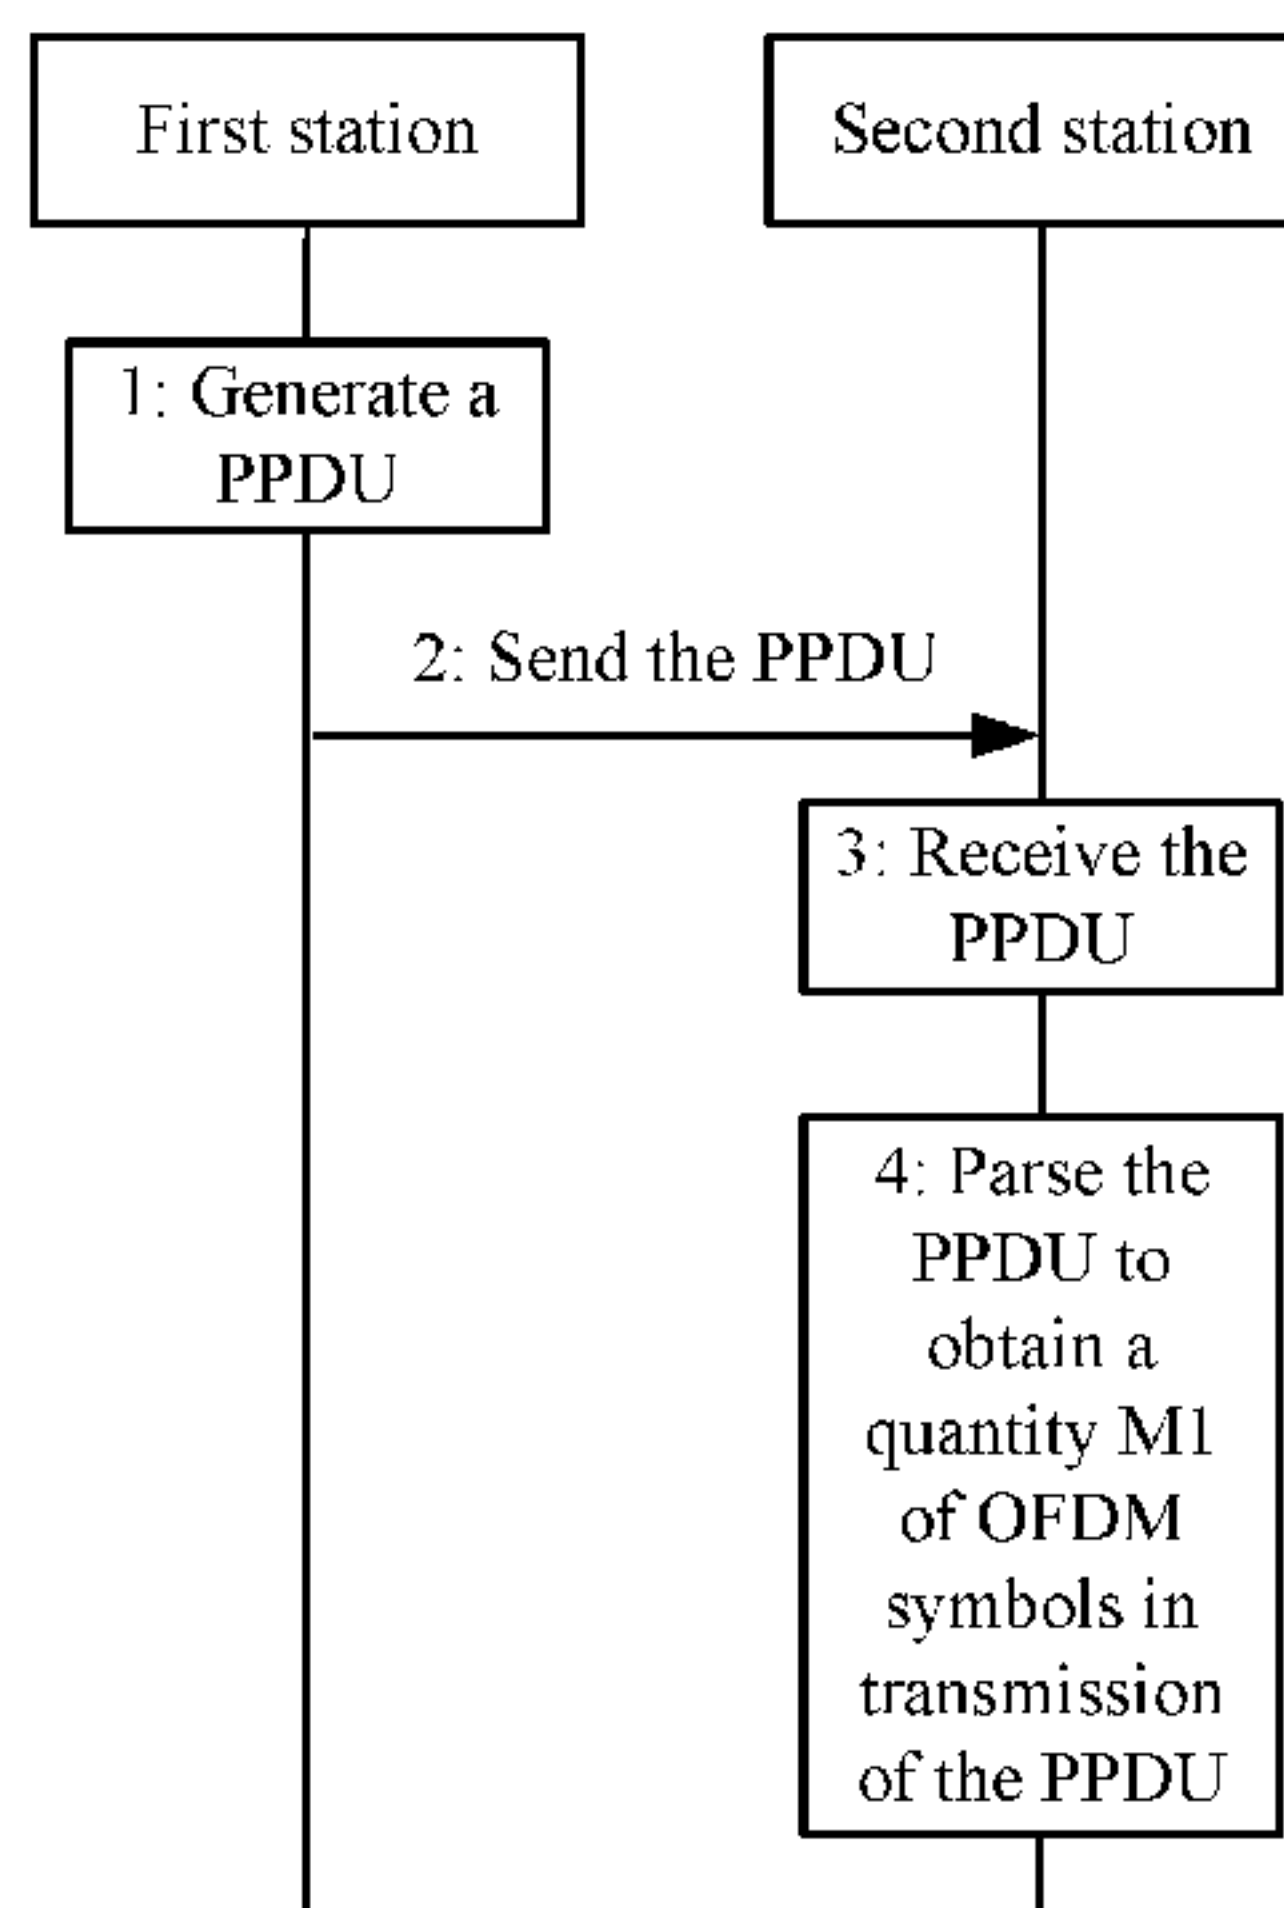 First station
Second station
1: Generate a
PPDU
2: Send the PPDU
3: Receive the
PPDU
4: Parse the
PPDU to
obtain a
quantity M1
of OFDM
symbols in
transmission
of the PPDU